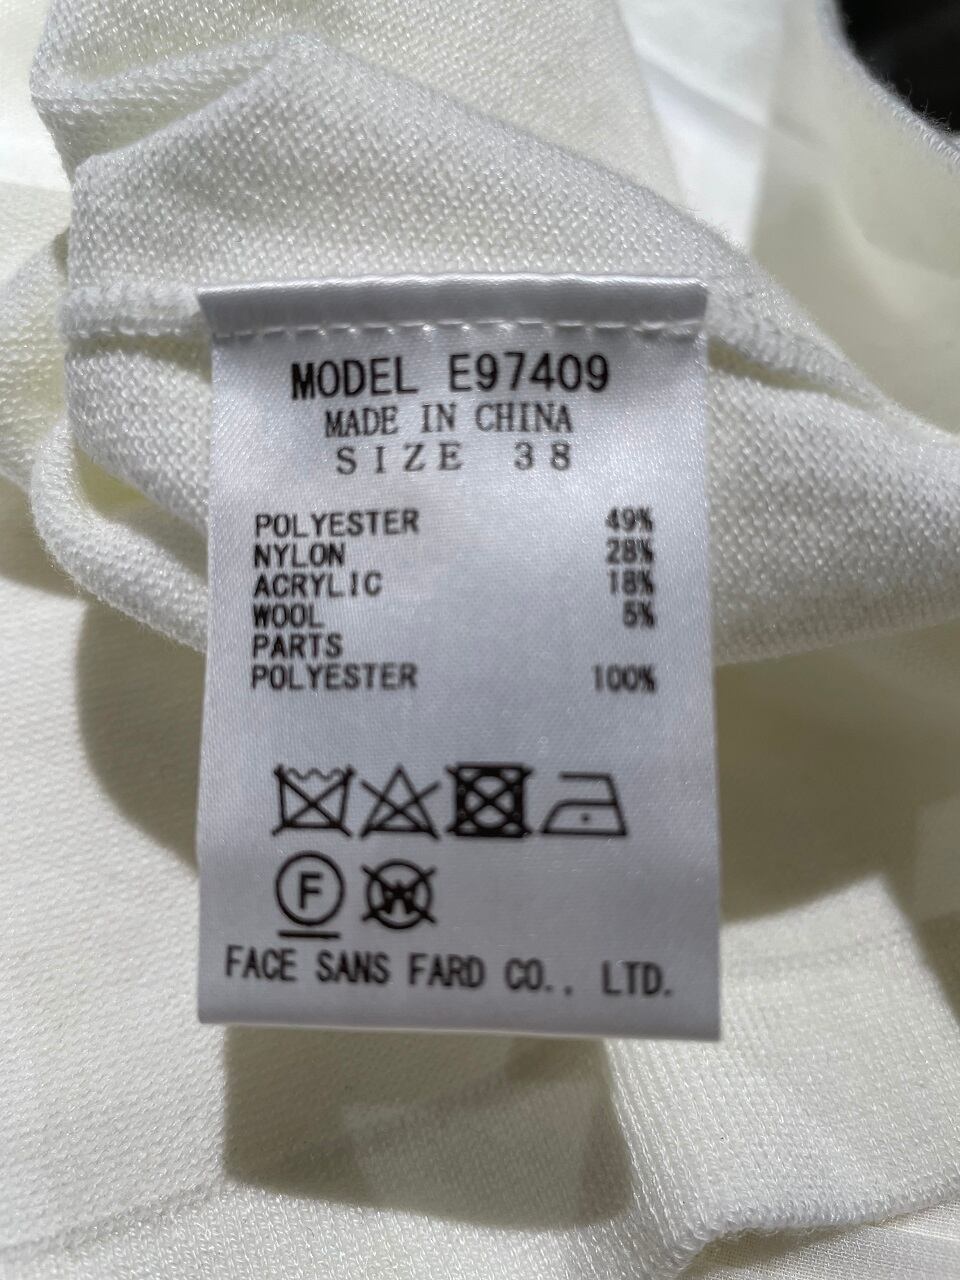 MODEL E97409
MADE IN CHINA
SIZE 38
POLYESTER 49%
NYLON 28%
ACRYLIC 18%
WOOL 5%
PARTS
POLYESTER 100%
F W
FACE SANS FARD CO., LTD.